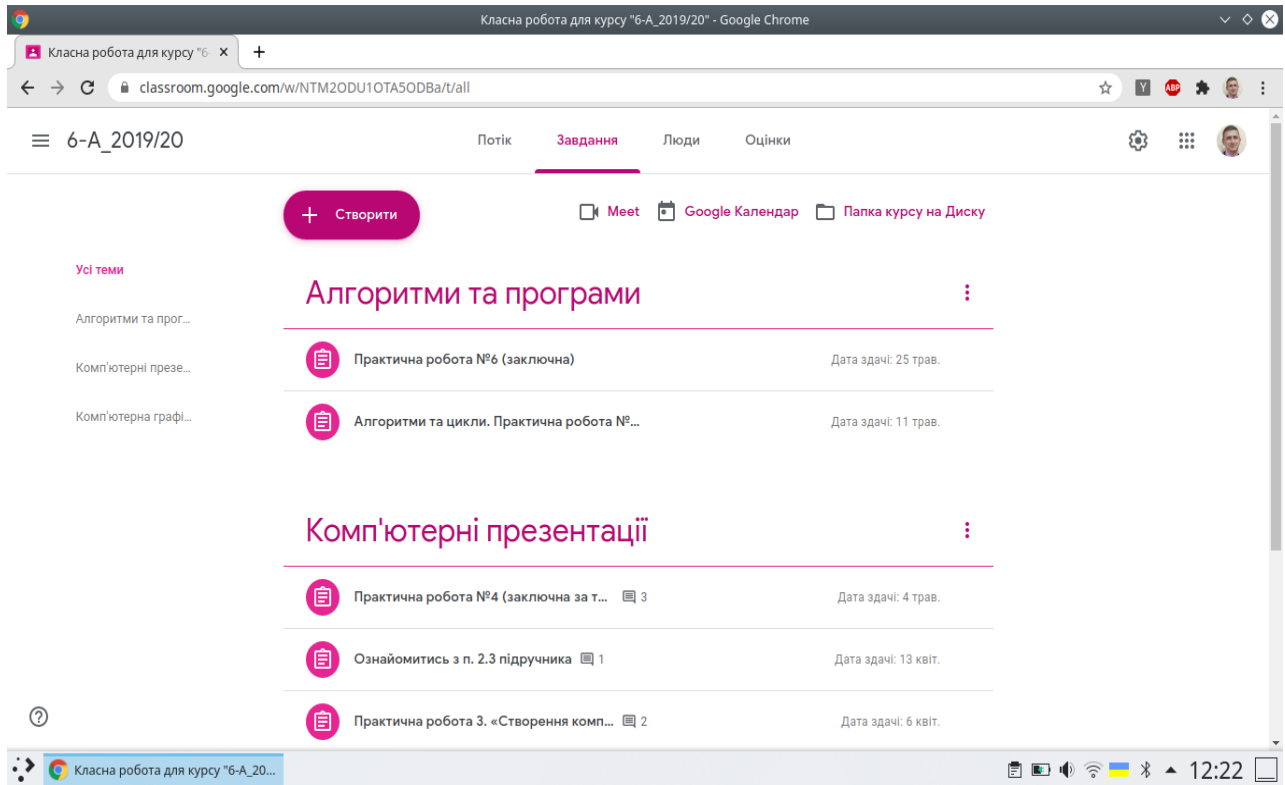 Класна робота для курсу "6-A_2019/20" - Google Chrome
Класна робота для курсу "6-
classroom.google.com/w/NTM2ODU1OTA5ODBa/t/all
Y ABP
6-A_2019/20
Потік Завдання Люди Оцінки
Створити
Meet Google Календар Папка курсу на Диску
Усі теми
Алгоритми та прог...
Комп'ютерні презе...
Комп'ютерна графі...
Алгоритми та програми
Практична робота №6 (заключна) Дата здачі: 25 трав.
Алгоритми та цикли. Практична робота №... Дата здачі: 11 трав.
Комп'ютерні презентації
Практична робота №4 (заключна за т... 3 Дата здачі: 4 трав.
Ознайомитись з п. 2.3 підручника 1 Дата здачі: 13 квіт.
Практична робота 3. «Створення комп... 2 Дата здачі: 6 квіт.
Класна робота для курсу "6-A_20... 12:22